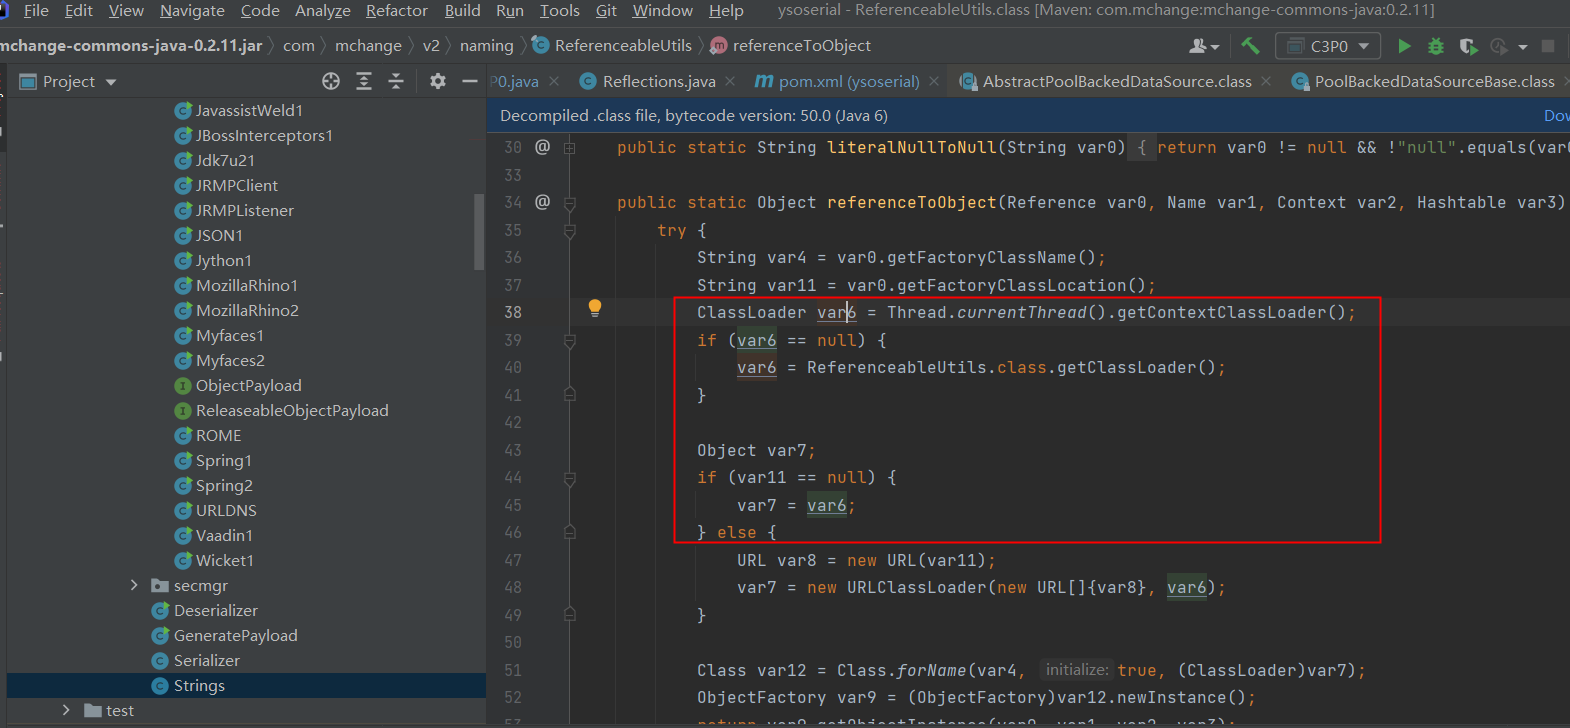 File Edit View Navigate Code Analyze Refactor Build Run Tools Git Window Help ysoserial - ReferenceableUtils.class [Maven: com.mchange:mchange-commons-java:0.2.11]
mchange-commons-java-0.2.11.jar com mchange v2 naming ReferenceableUtils referenceToObject C3P0
Project
P0.java Reflections.java pom.xml (ysoserial) AbstractPoolBackedDataSource.class PoolBackedDataSourceBase.class
JavassistWeld1
JBossInterceptors1
Jdk7u21
JRMPClient
JRMPListener
JSON1
Jython1
MozillaRhino1
MozillaRhino2
Myfaces1
Myfaces2
ObjectPayload
ReleaseableObjectPayload
ROME
Spring1
Spring2
URLDNS
Vaadin1
Wicket1
secmgr
Deserializer
GeneratePayload
Serializer
Strings
test
Decompiled .class file, bytecode version: 50.0 (Java 6) Dow
30 @ public static String literalNullToNull(String var0) { return var0 != null && !"null".equals(var0
33
34 @ public static Object referenceToObject(Reference var0, Name var1, Context var2, Hashtable var3)
35 try {
36 String var4 = var0.getFactoryClassName();
37 String var11 = var0.getFactoryClassLocation();
38 ClassLoader var6 = Thread.currentThread().getContextClassLoader();
39 if (var6 == null) {
40 var6 = ReferenceableUtils.class.getClassLoader();
41 }
42
43 Object var7;
44 if (var11 == null) {
45 var7 = var6;
46 } else {
47 URL var8 = new URL(var11);
48 var7 = new URLClassLoader(new URL[]{var8}, var6);
49 }
50
51 Class var12 = Class.forName(var4, initialize: true, (ClassLoader)var7);
52 ObjectFactory var9 = (ObjectFactory)var12.newInstance();
53 return var9.getObjectInstance(var0, var1, var2, var3);